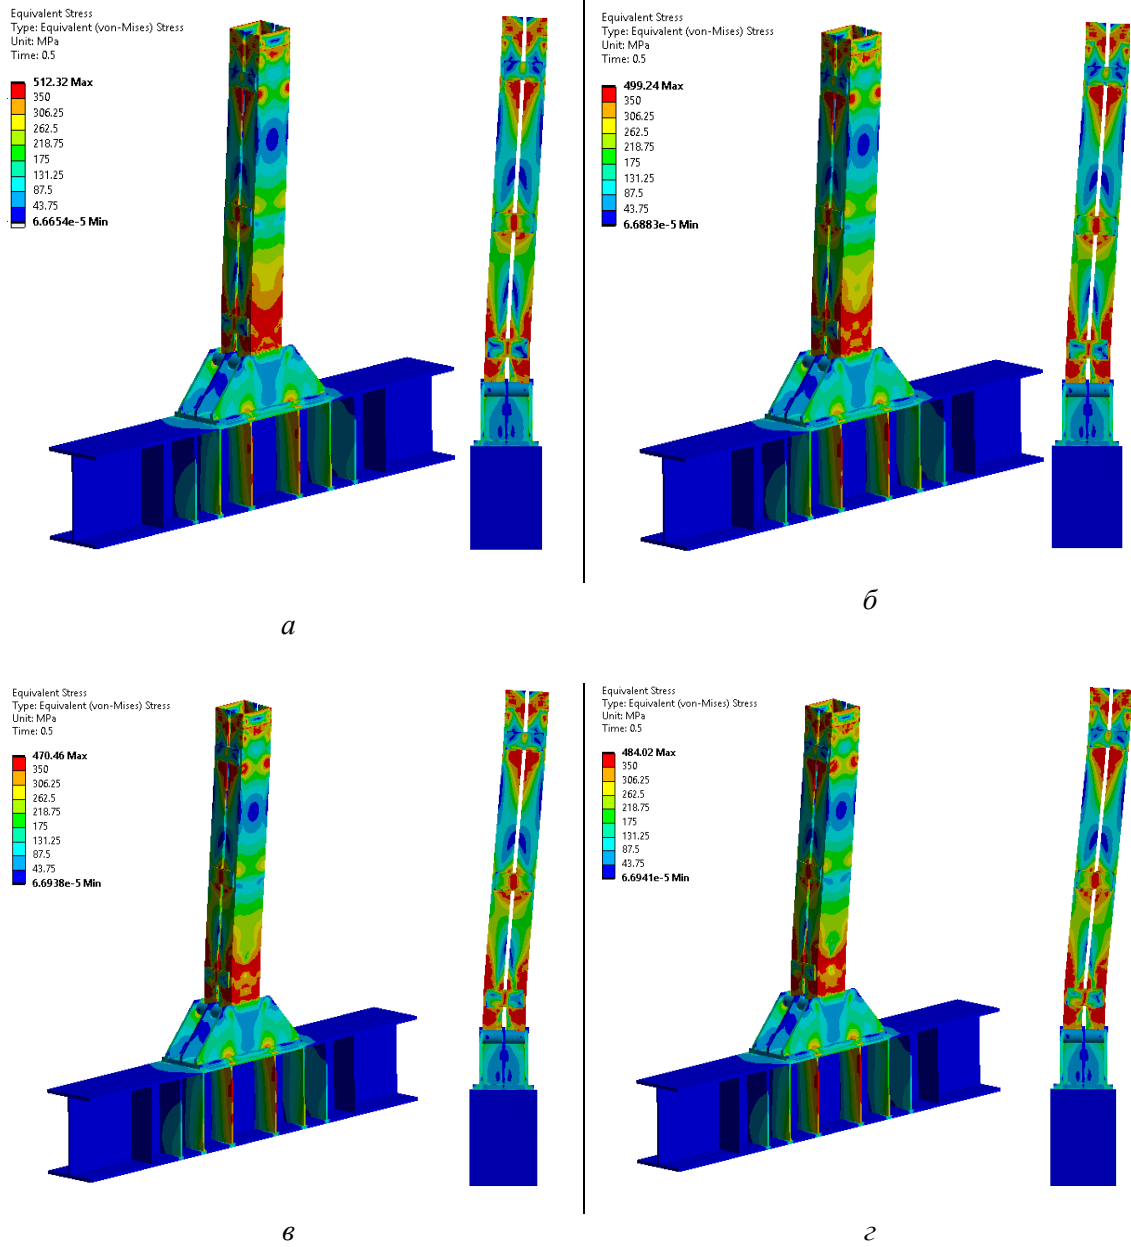 Equivalent Stress
Type: Equivalent (von-Mises) Stress
Unit: MPa
Time: 0.5
512.32 Max
350
306.25
262.5
218.75
175
131.25
87.5
43.75
6.6654e-5 Min
а
Equivalent Stress
Type: Equivalent (von-Mises) Stress
Unit: MPa
Time: 0.5
499.24 Max
350
306.25
262.5
218.75
175
131.25
87.5
43.75
6.6883e-5 Min
б
Equivalent Stress
Type: Equivalent (von-Mises) Stress
Unit: MPa
Time: 0.5
470.46 Max
350
306.25
262.5
218.75
175
131.25
87.5
43.75
6.6938e-5 Min
в
Equivalent Stress
Type: Equivalent (von-Mises) Stress
Unit: MPa
Time: 0.5
484.02 Max
350
306.25
262.5
218.75
175
131.25
87.5
43.75
6.6941e-5 Min
г